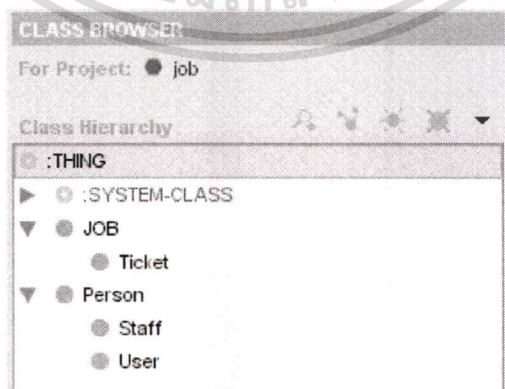 CLASS BROWSER
For Project: job
Class Hierarchy
:THING
:SYSTEM-CLASS
JOB
Ticket
Person
Staff
User